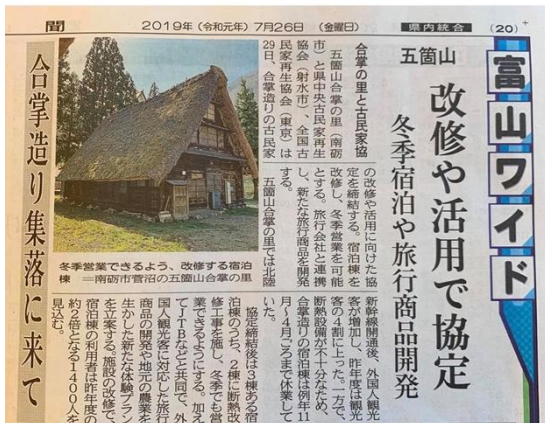 聞
2019年(令和元年)7月26日 (金曜日)
県内統合
(20)
富山ワイド
五箇山
改修や活用で協定
冬季宿泊や旅行商品開発
合掌造り集落に来て
合掌の里と古民家協
五箇山合掌の里(南砺
市)と県中央古民家再生
協会(射水市)、全国古
民家再生協会(東京)は
29日、合掌造りの古民家
の改修や活用に向けた協
定を締結する。宿泊棟を
改修し、冬季営業を可能
とする。旅行会社と連携
し、新たな旅行商品を開発
する。
五箇山合掌の里では北陸
新幹線開通後、外国人観光
客が増加し、昨年度は観光
客の4割に上った。一方で、
断熱設備が不十分なため、
合掌造りの宿泊棟は例年11
月〜4月ごろまで休業して
いた。
協定締結後は3棟ある宿
泊棟のうち、2棟に断熱改
修工事を施し、冬季でも営
業できるようにする。加え
てJTBなどと共同で、外
国人観光客に対応した旅行
商品の開発や地元の農業を
生かした新たな体験プラン
を立案する。施設の改修で、
宿泊棟の利用者は昨年度の
約2倍となる1400人を
見込む。
冬季営業できるよう、改修する宿泊
棟 =南砺市菅沼の五箇山合掌の里